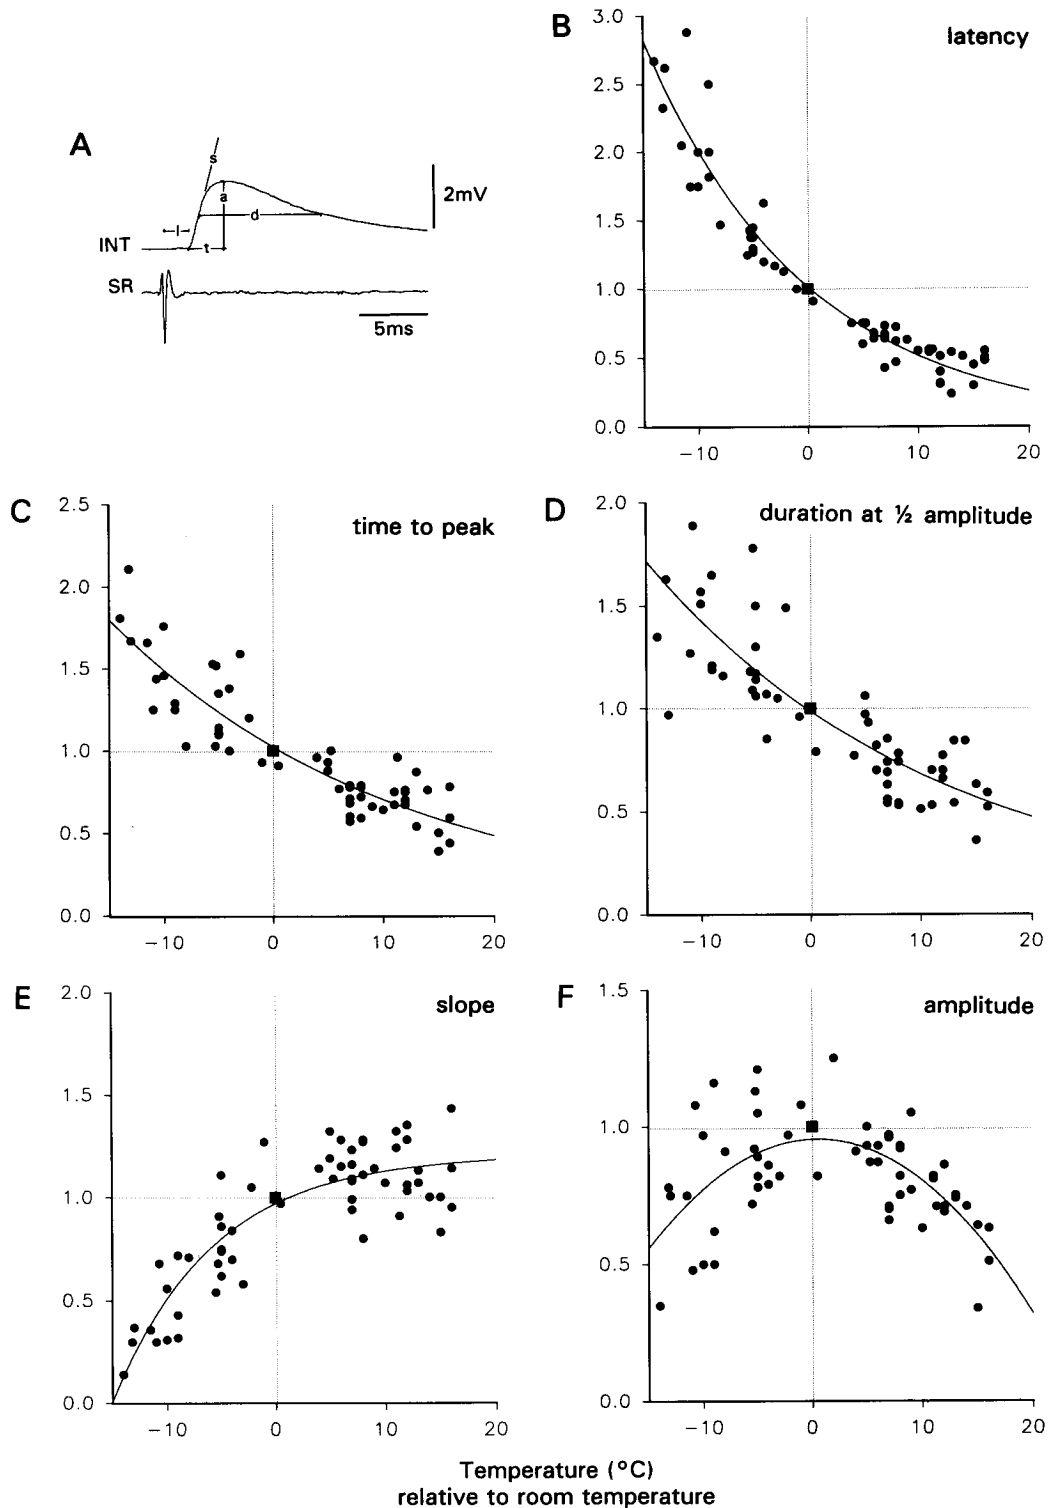 A
s
a
2mV
d
l
INT
t
SR
5ms
B
latency
3.0
2.5
2.0
1.5
1.0
0.5
0.0
−10 0 10 20
C
time to peak
2.5
2.0
1.5
1.0
0.5
0.0
−10 0 10 20
D
duration at ½ amplitude
2.0
1.5
1.0
0.5
0.0
−10 0 10 20
E
slope
2.0
1.5
1.0
0.5
0.0
−10 0 10 20
F
amplitude
1.5
1.0
0.5
0.0
−10 0 10 20
Temperature (°C)
relative to room temperature